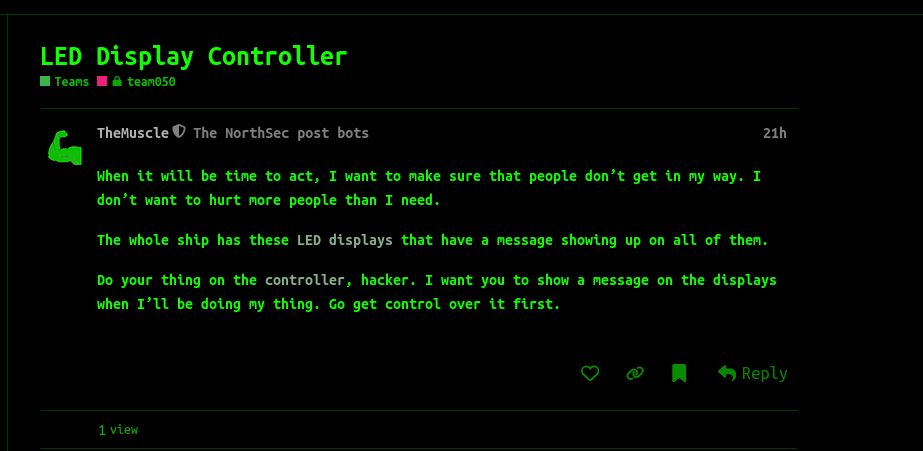 LED Display Controller
Teams team050
TheMuscle The NorthSec post bots 21h
When it will be time to act, I want to make sure that people don’t get in my way. I
don’t want to hurt more people than I need.
The whole ship has these LED displays that have a message showing up on all of them.
Do your thing on the controller, hacker. I want you to show a message on the displays
when I’ll be doing my thing. Go get control over it first.
Reply
1 view